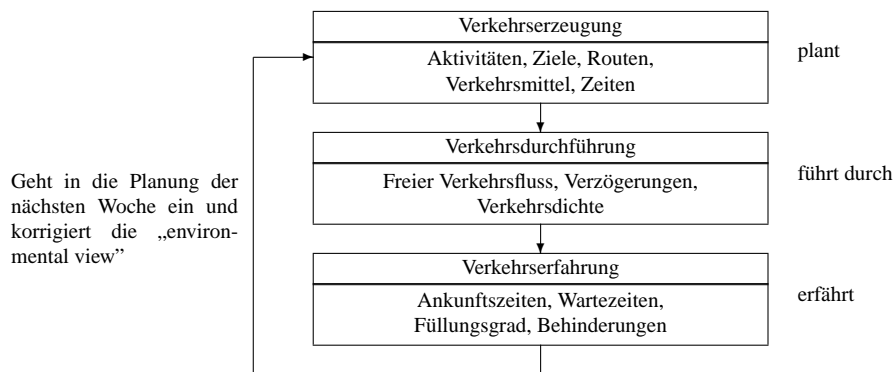 Verkehrserzeugung
Aktivitäten, Ziele, Routen,
Verkehrsmittel, Zeiten
plant
Verkehrsdurchführung
Freier Verkehrsfluss, Verzögerungen,
Verkehrsdichte
führt durch
Geht in die Planung der
nächsten Woche ein und
korrigiert die „environ-
mental view”
Verkehrserfahrung
Ankunftszeiten, Wartezeiten,
Füllungsgrad, Behinderungen
erfährt